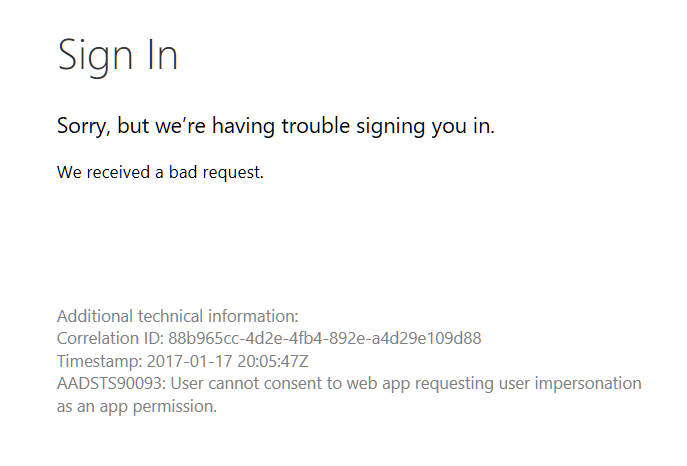 Sign In
Sorry, but we’re having trouble signing you in.
We received a bad request.
Additional technical information:
Correlation ID: 88b965cc-4d2e-4fb4-892e-a4d29e109d88
Timestamp: 2017-01-17 20:05:47Z
AADSTS90093: User cannot consent to web app requesting user impersonation
as an app permission.